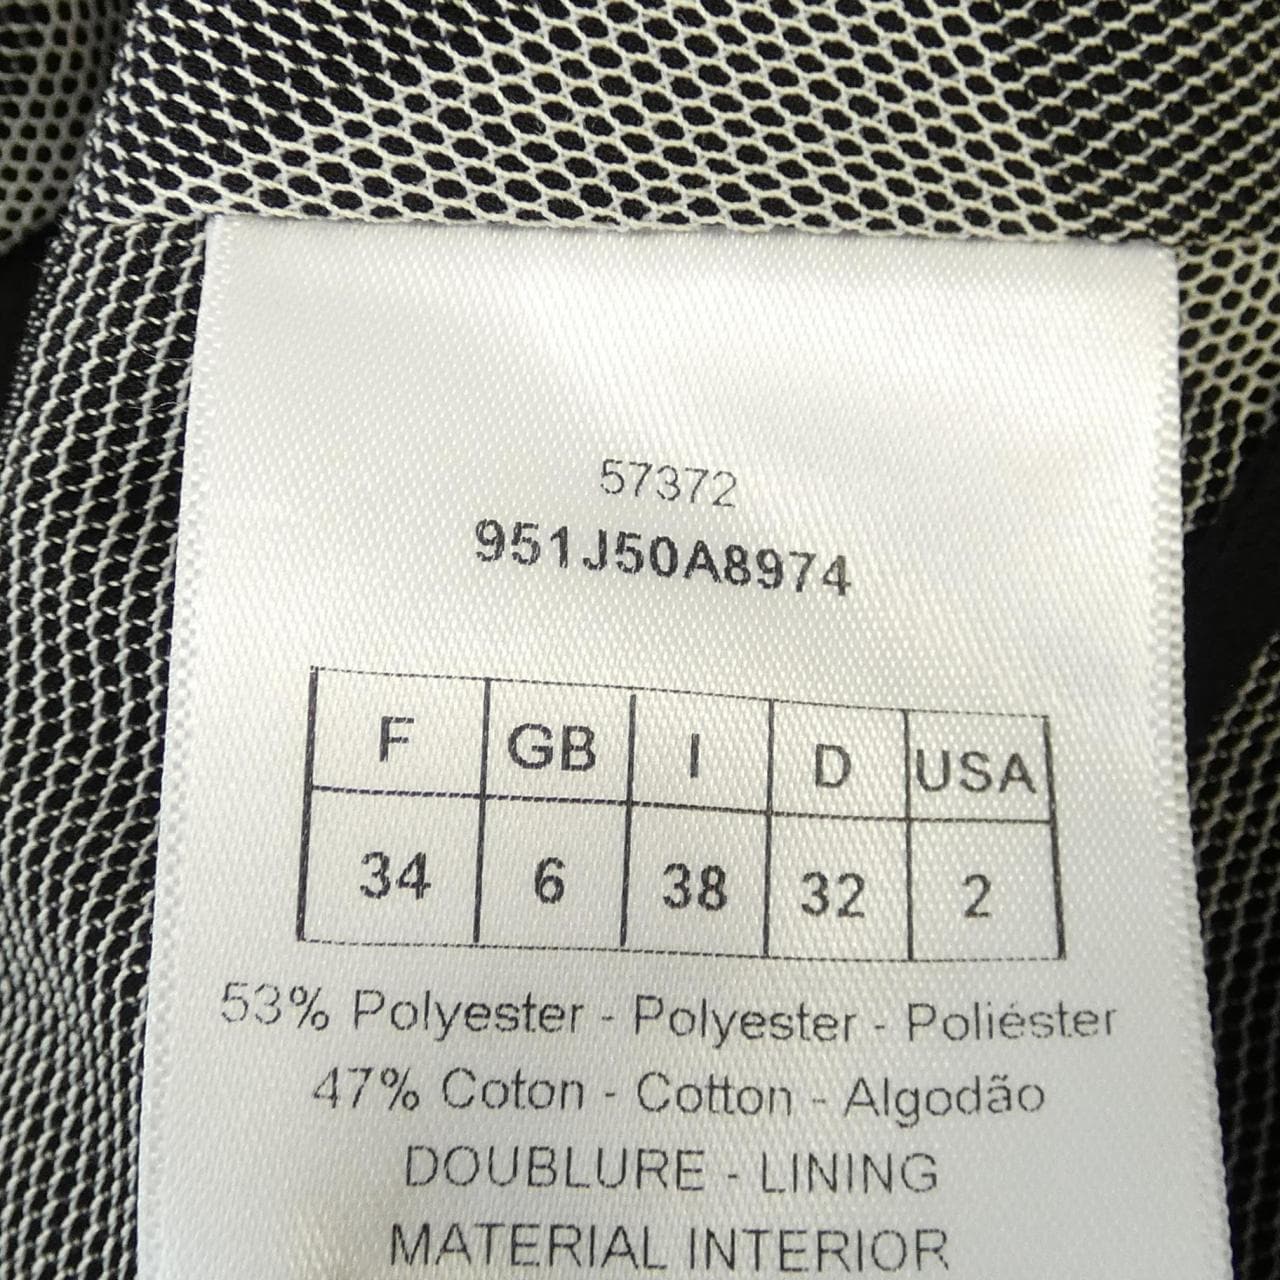 57372
951J50A8974
F GB I D USA
34 6 38 32 2
53% Polyester - Polyester - Poliéster
47% Coton - Cotton - Algodão
DOUBLURE - LINING
MATERIAL INTERIOR